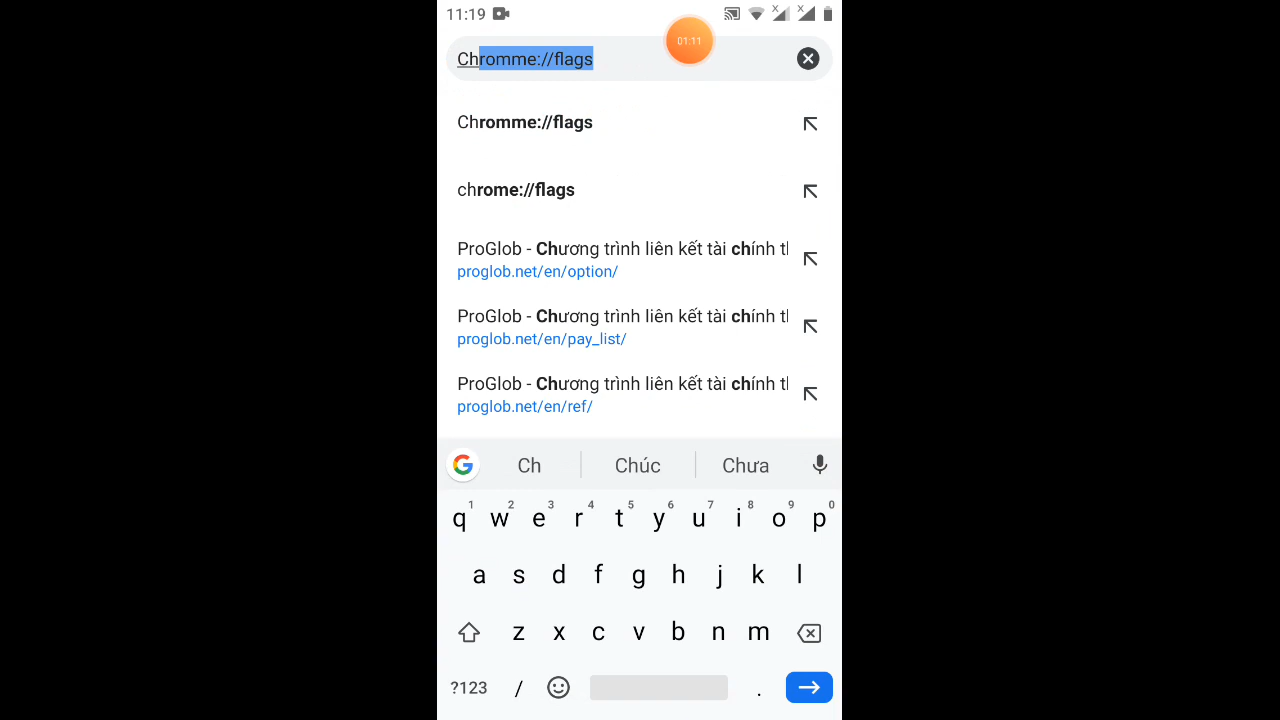 11:19
01:11
Chromme://flags
Chromme://flags
chrome://flags
ProGlob - Chương trình liên kết tài chính
proglob.net/en/option/
ProGlob - Chương trình liên kết tài chính
proglob.net/en/pay_list/
ProGlob - Chương trình liên kết tài chính
proglob.net/en/ref/
Ch Chúc Chưa
1 2 3 4 5 6 7 8 9 0
q w e r t y u i o p
a s d f g h j k l
z x c v b n m
?123 / .